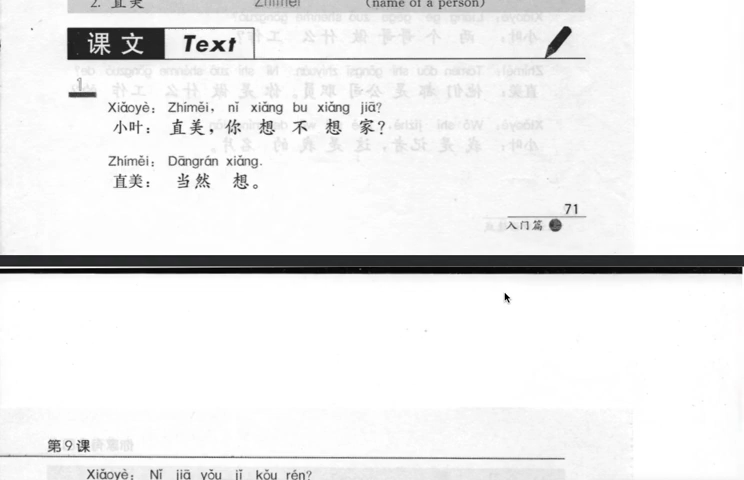 2. 直美 Zhíměi (name of a person)
课文 Text
1
Xiǎoyè: Zhíměi, nǐ xiǎng bu xiǎng jiā?
小叶: 直美,你 想 不 想 家?
Zhíměi: Dāngrán xiǎng.
直美: 当然 想。
71
入门篇
第9课
Xiǎoyè: Nǐ jiā yǒu jǐ kǒu rén?